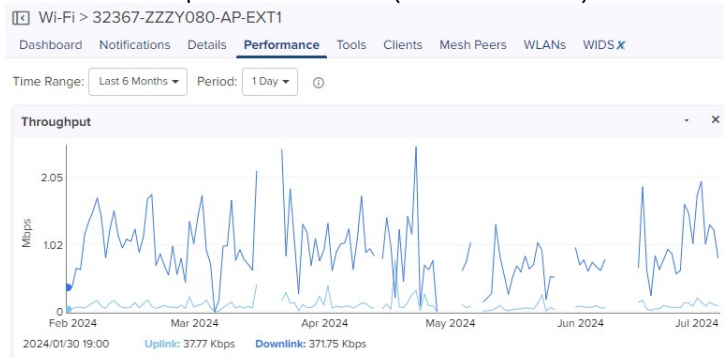 Wi-Fi > 32367-ZZZY080-AP-EXT1
Dashboard Notifications Details Performance Tools Clients Mesh Peers WLANs WIDS X
Time Range: Last 6 Months Period: 1 Day
Throughput
2.05
Mbps
1.02
0
Feb 2024 Mar 2024 Apr 2024 May 2024 Jun 2024 Jul 2024
2024/01/30 19:00 Uplink: 37.77 Kbps Downlink: 371.75 Kbps